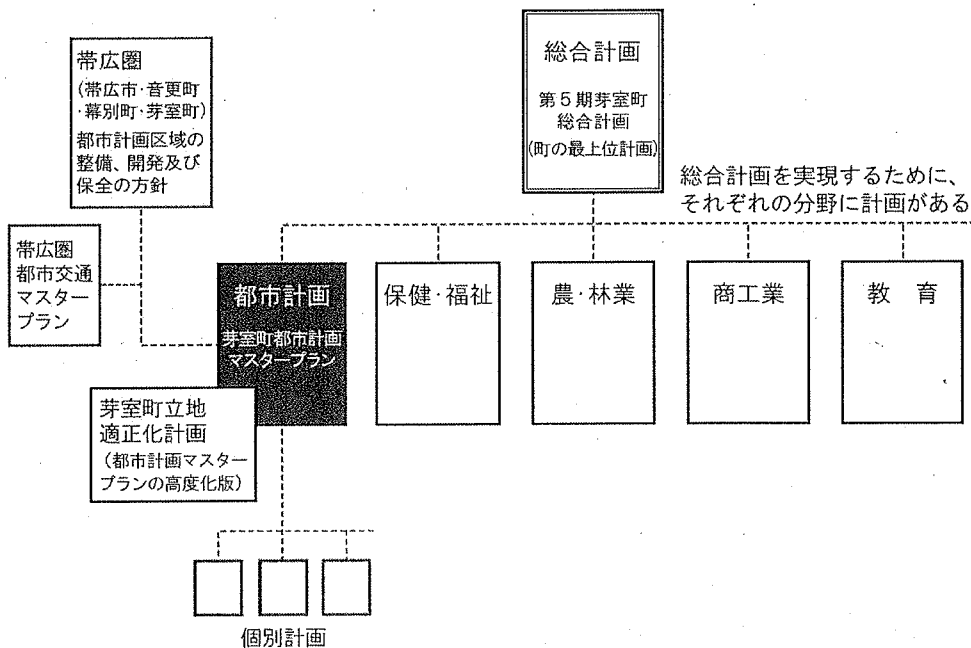 帯広圏
(帯広市・音更町
・幕別町・芽室町)
都市計画区域の
整備、開発及び
保全の方針
総合計画
第5期芽室町
総合計画
(町の最上位計画)
総合計画を実現するために、
それぞれの分野に計画がある
帯広圏
都市交通
マスター
プラン
都市計画
芽室町都市計画
マスタープラン
保健・福祉
農・林業
商工業
教 育
芽室町立地
適正化計画
(都市計画マスター
プランの高度化版)
個別計画